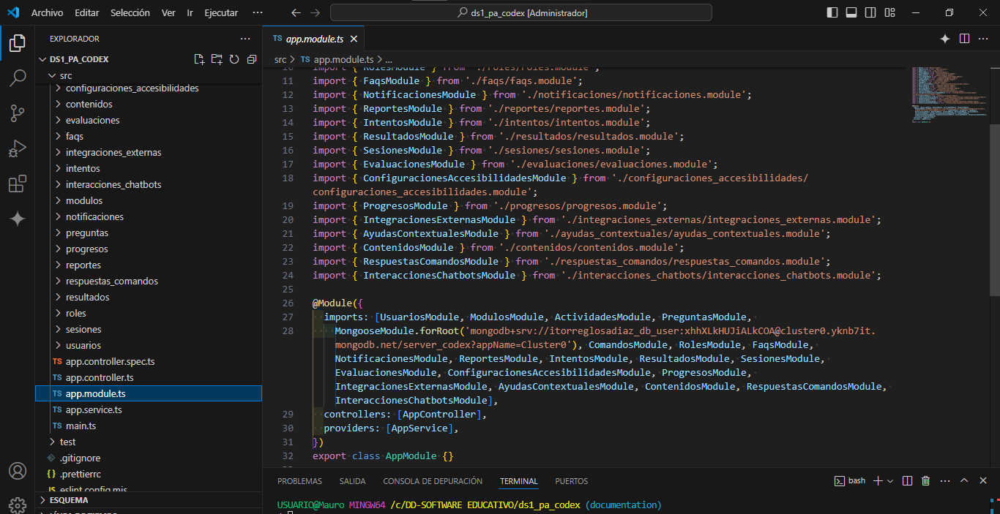 Archivo Editar Selección Ver Ir Ejecutar ···
ds1_pa_codex [Administrador]
EXPLORADOR
DS1_PA_CODEX
src
configuraciones_accesibilidades
contenidos
evaluaciones
faqs
integraciones_externas
intentos
interacciones_chatbots
modulos
notificaciones
preguntas
progresos
reportes
respuestas_comandos
resultados
roles
sesiones
usuarios
TS app.controller.spec.ts
TS app.controller.ts
TS app.module.ts
TS app.service.ts
TS main.ts
test
.gitignore
{} .prettierrc
eslint.config.mjs
ESQUEMA
TS app.module.ts
src > TS app.module.ts > ...
10 import { RolesModule } from './roles/roles.module';
11 import { FaqsModule } from './faqs/faqs.module';
12 import { NotificacionesModule } from './notificaciones/notificaciones.module';
13 import { ReportesModule } from './reportes/reportes.module';
14 import { IntentosModule } from './intentos/intentos.module';
15 import { ResultadosModule } from './resultados/resultados.module';
16 import { SesionesModule } from './sesiones/sesiones.module';
17 import { EvaluacionesModule } from './evaluaciones/evaluaciones.module';
18 import { ConfiguracionesAccesibilidadesModule } from './configuraciones_accesibilidades/
configuraciones_accesibilidades.module';
19 import { ProgresosModule } from './progresos/progresos.module';
20 import { IntegracionesExternasModule } from './integraciones_externas/integraciones_externas.module';
21 import { AyudasContextualesModule } from './ayudas_contextuales/ayudas_contextuales.module';
22 import { ContenidosModule } from './contenidos/contenidos.module';
23 import { RespuestasComandosModule } from './respuestas_comandos/respuestas_comandos.module';
24 import { InteraccionesChatbotsModule } from './interacciones_chatbots/interacciones_chatbots.module';
25
26 @Module({
27 imports: [UsuariosModule, ModulosModule, ActividadesModule, PreguntasModule,
28 MongooseModule.forRoot('mongodb+srv://itorreglosadiaz_db_user:xhhXLkHUJiALkCOA@cluster0.yknb7it.
mongodb.net/server_codex?appName=Cluster0'), ComandosModule, RolesModule, FaqsModule,
NotificacionesModule, ReportesModule, IntentosModule, ResultadosModule, SesionesModule,
EvaluacionesModule, ConfiguracionesAccesibilidadesModule, ProgresosModule,
IntegracionesExternasModule, AyudasContextualesModule, ContenidosModule, RespuestasComandosModule,
InteraccionesChatbotsModule],
29 controllers: [AppController],
30 providers: [AppService],
31 })
32 export class AppModule {}
PROBLEMAS SALIDA CONSOLA DE DEPURACIÓN TERMINAL PUERTOS
bash
USUARIO@Mauro MINGW64 /c/DD-SOFTWARE EDUCATIVO/ds1_pa_codex (documentation)